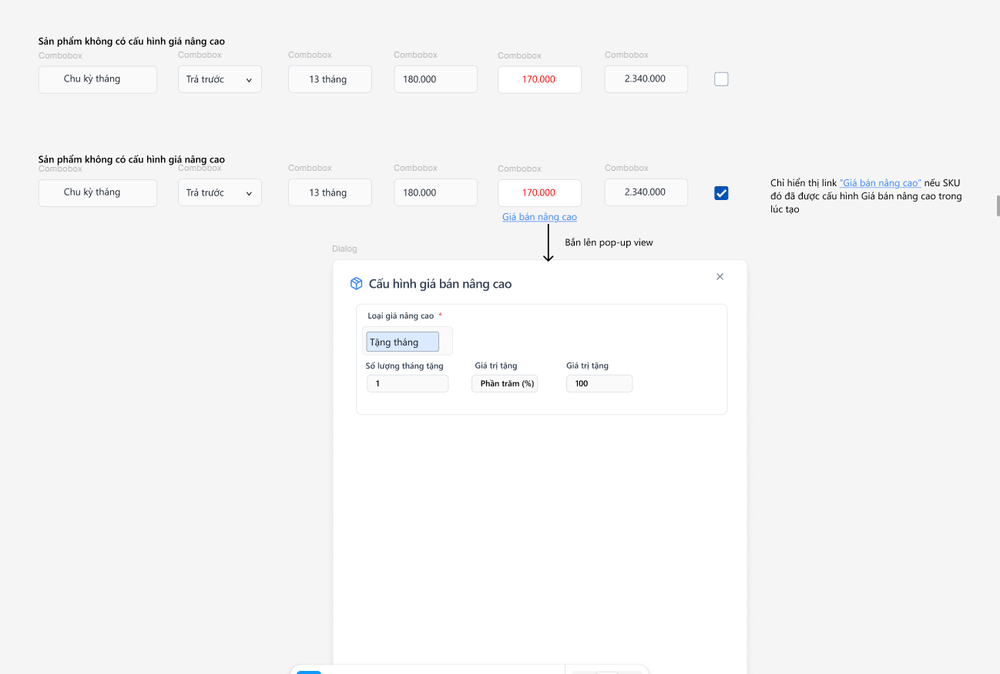 Sản phẩm không có cấu hình giá nâng cao
Combobox Combobox Combobox Combobox Combobox Combobox
Chu kỳ tháng Trả trước 13 tháng 180.000 170.000 2.340.000
Sản phẩm không có cấu hình giá nâng cao
Combobox Combobox Combobox Combobox Combobox Combobox
Chu kỳ tháng Trả trước 13 tháng 180.000 170.000 2.340.000
Chỉ hiển thị link “Giá bán nâng cao” nếu SKU
đó đã được cấu hình Giá bán nâng cao trong
lúc tạo
Giá bán nâng cao
Bắn lên pop-up view
Dialog
Cấu hình giá bán nâng cao
Loại giá nâng cao *
Tặng tháng
Số lượng tháng tặng Giá trị tặng Giá trị tặng
1 Phần trăm (%) 100